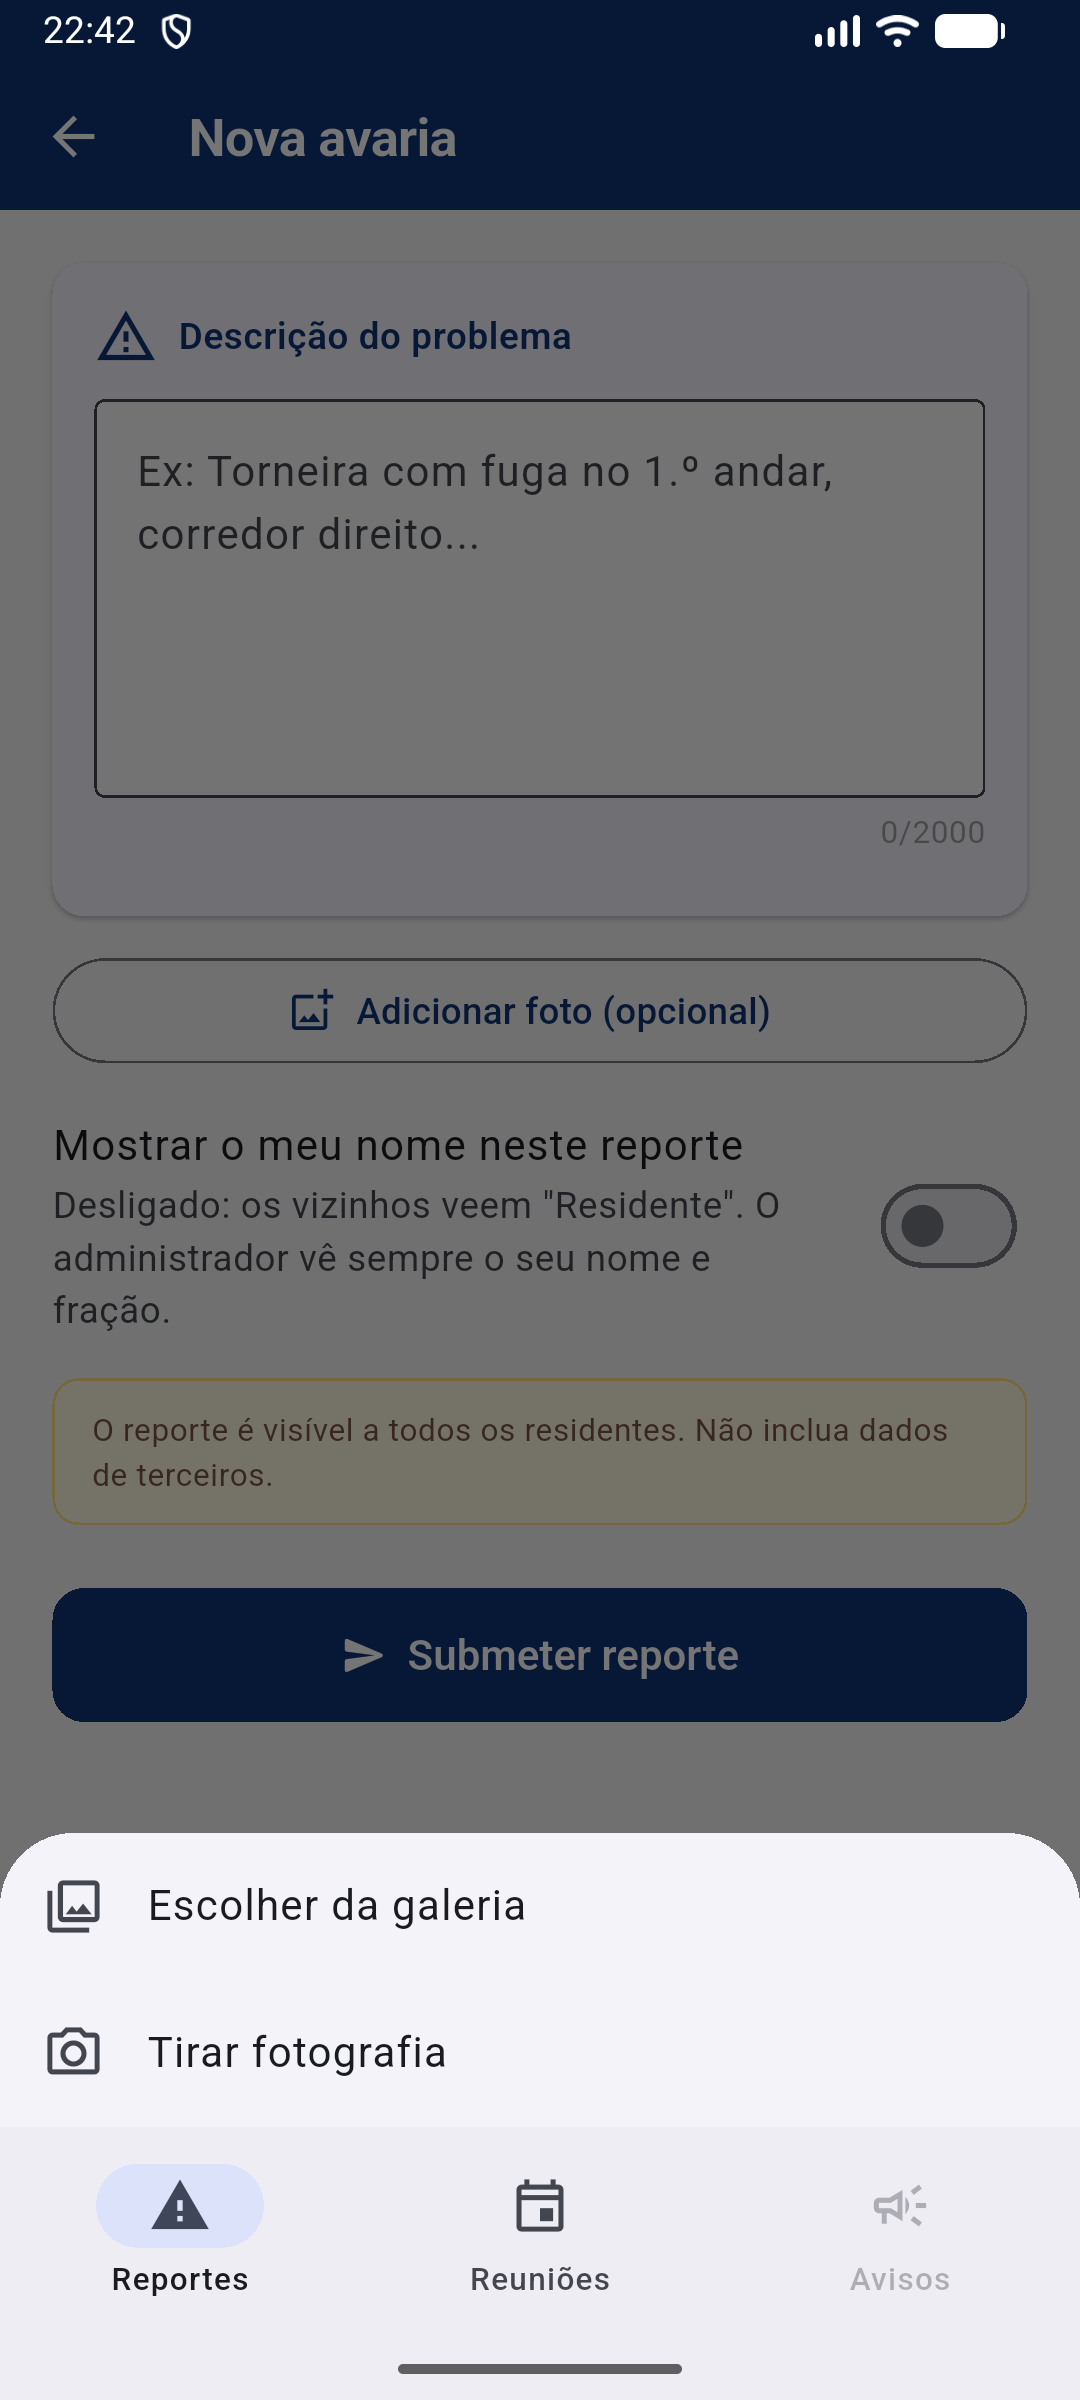 22:42
Nova avaria
Descrição do problema
Ex: Torneira com fuga no 1.º andar,
corredor direito...
0/2000
Adicionar foto (opcional)
Mostrar o meu nome neste reporte
Desligado: os vizinhos veem "Residente". O
administrador vê sempre o seu nome e
fração.
O reporte é visível a todos os residentes. Não inclua dados
de terceiros.
Submeter reporte
Escolher da galeria
Tirar fotografia
Reportes
Reuniões
Avisos